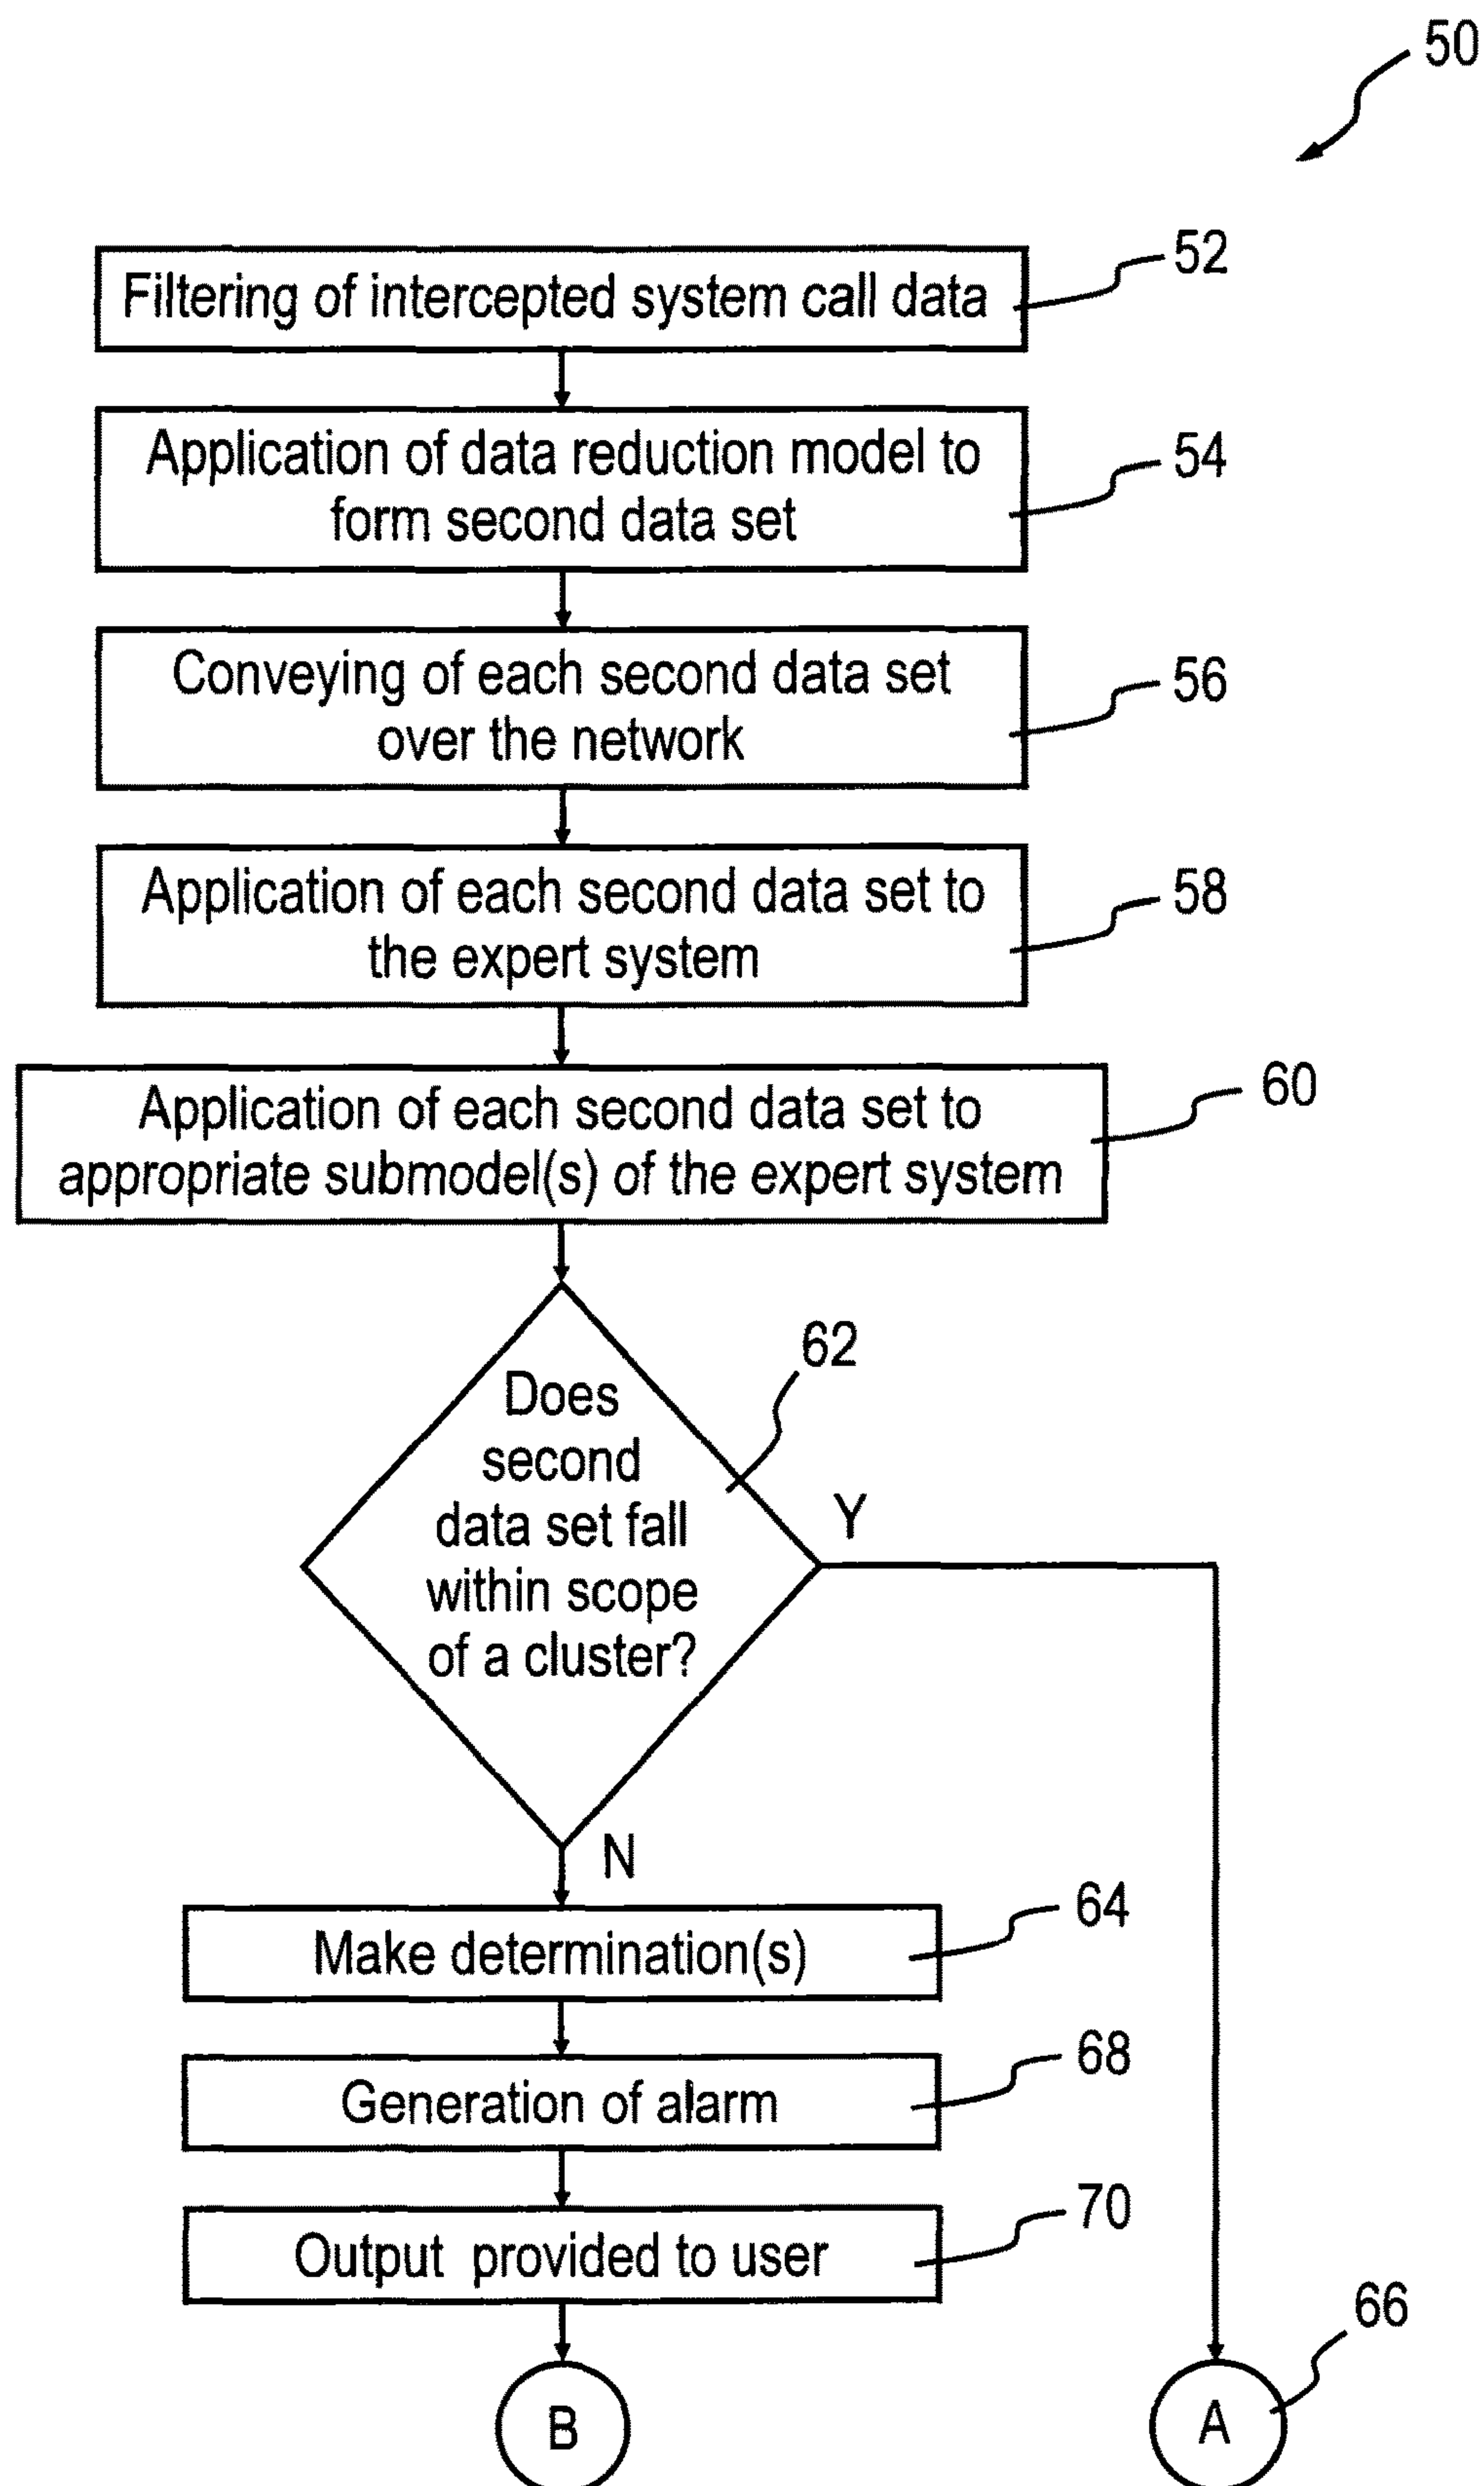 50
Filtering of intercepted system call data
52
Application of data reduction model to
form second data set
54
Conveying of each second data set
over the network
56
Application of each second data set to
the expert system
58
Application of each second data set to
appropriate submodel(s) of the expert system
60
62
Does
second
data set fall
within scope
of a cluster?
Y
N
Make determination(s)
64
Generation of alarm
68
Output provided to user
70
66
B
A